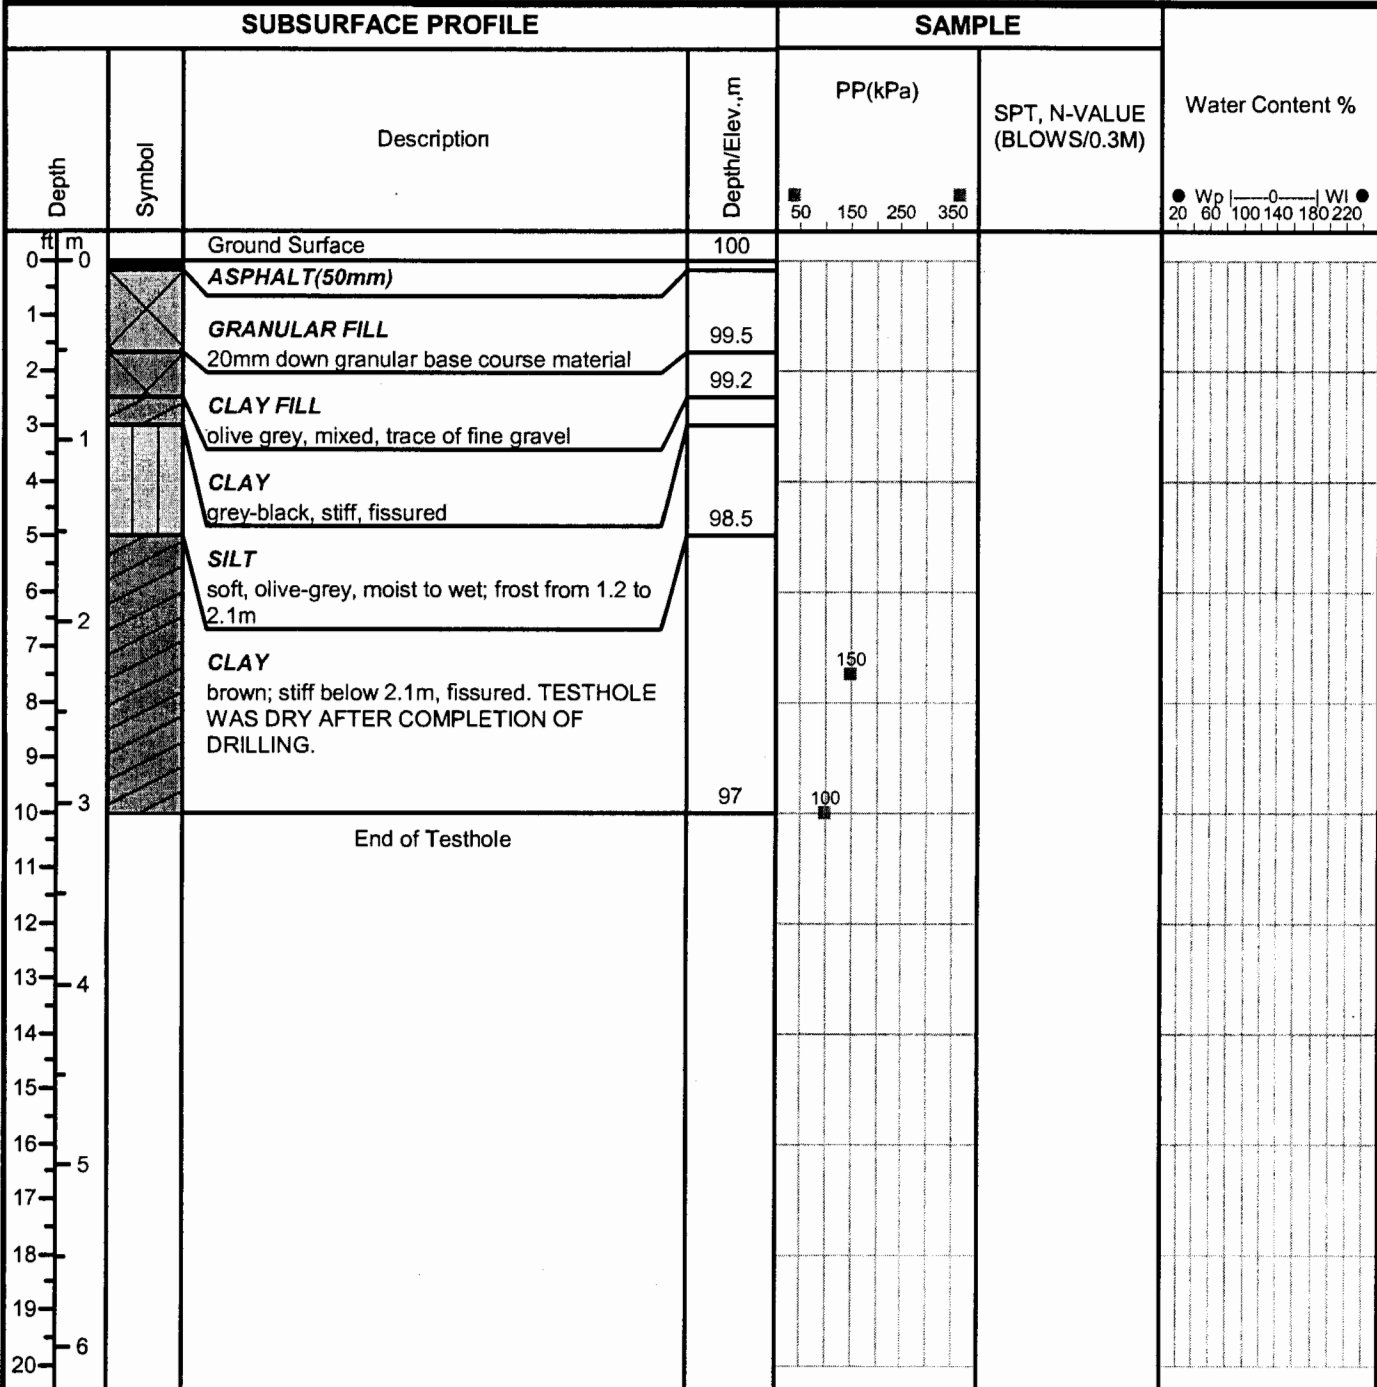 SUBSURFACE PROFILE
SAMPLE
Depth
Symbol
Description
Depth/Elev.,m
PP(kPa)
50 150 250 350
SPT, N-VALUE
(BLOWS/0.3M)
Water Content %
Wp |----0----| Wl
20 60 100 140 180 220
ft m
Ground Surface
100
0 0
ASPHALT(50mm)
1
GRANULAR FILL
99.5
20mm down granular base course material
2
99.2
CLAY FILL
3
olive grey, mixed, trace of fine gravel
1
4
CLAY
grey-black, stiff, fissured
98.5
5
SILT
soft, olive-grey, moist to wet; frost from 1.2 to
6
2.1m
2
7
CLAY
150
brown; stiff below 2.1m, fissured. TESTHOLE
8
WAS DRY AFTER COMPLETION OF
DRILLING.
9
97
100
3
10
End of Testhole
11
12
13
4
14
15
16
5
17
18
19
6
20